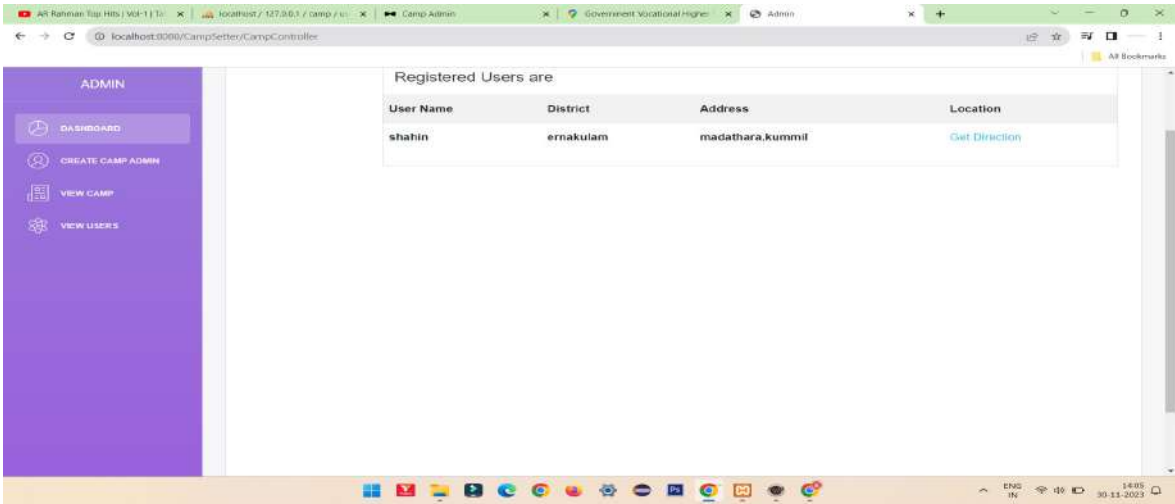 AR Rahman Top Hits | Vol-1 | Ta
localhost / 127.0.0.1 / camp / u
Camp Admin
Government Vocational Higher
Admin
localhost:8080/CampSetter/CampController
All Bookmarks
ADMIN
DASHBOARD
CREATE CAMP ADMIN
VIEW CAMP
VIEW USERS
Registered Users are
User Name District Address Location
shahin ernakulam madathara,kummil Get Direction
ENG
IN
14:05
30-11-2023